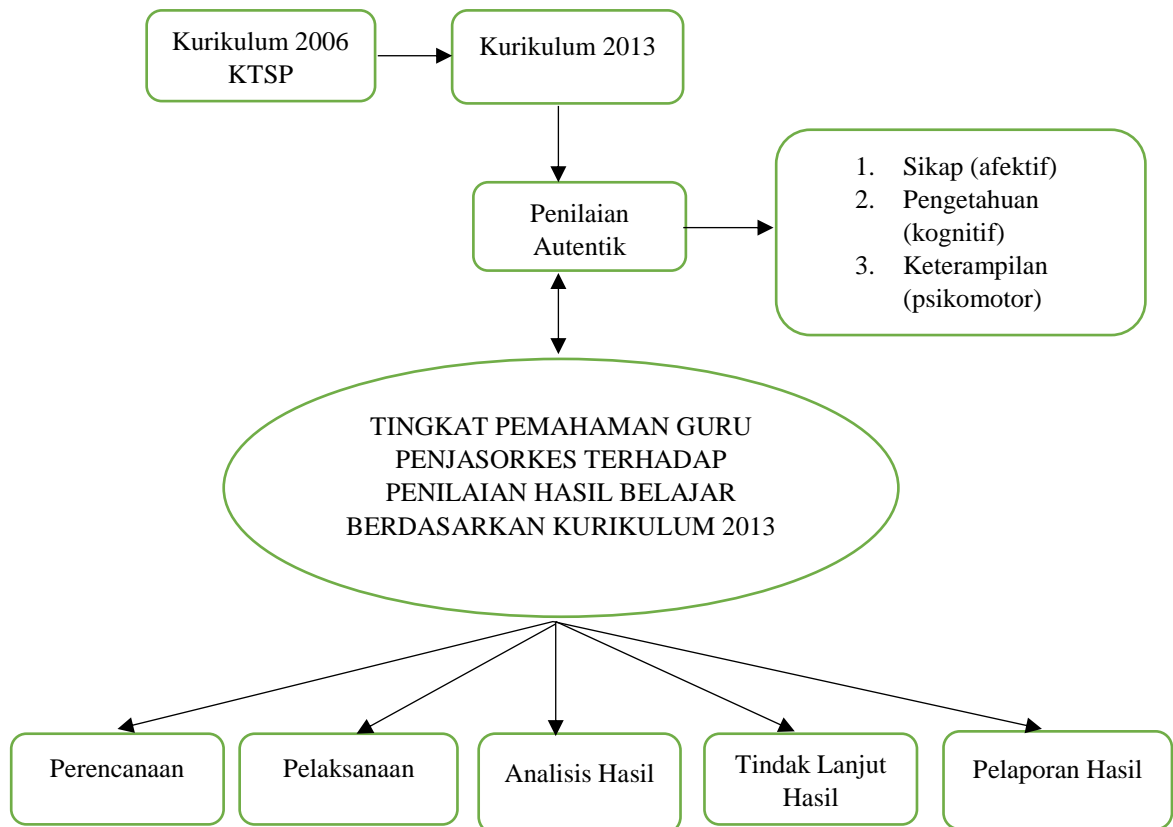 Kurikulum 2006
KTSP
Kurikulum 2013
Penilaian
Autentik
1. Sikap (afektif)
2. Pengetahuan
(kognitif)
3. Keterampilan
(psikomotor)
TINGKAT PEMAHAMAN GURU
PENJASORKES TERHADAP
PENILAIAN HASIL BELAJAR
BERDASARKAN KURIKULUM 2013
Perencanaan
Pelaksanaan
Analisis Hasil
Tindak Lanjut
Hasil
Pelaporan Hasil